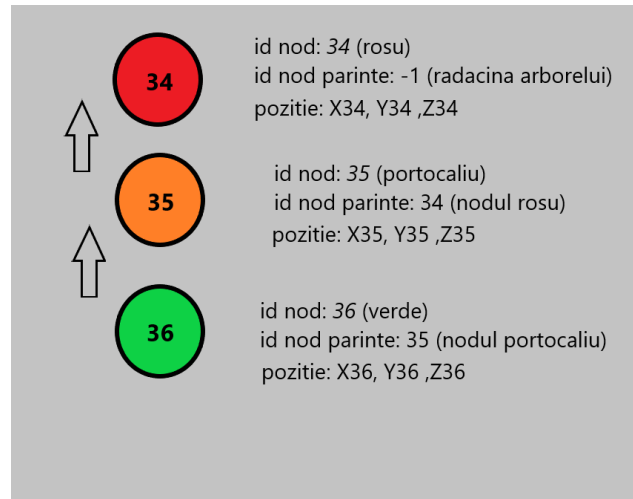 34
id nod: 34 (rosu)
id nod parinte: -1 (radacina arborelui)
pozitie: X34, Y34 ,Z34
35
id nod: 35 (portocaliu)
id nod parinte: 34 (nodul rosu)
pozitie: X35, Y35 ,Z35
36
id nod: 36 (verde)
id nod parinte: 35 (nodul portocaliu)
pozitie: X36, Y36 ,Z36